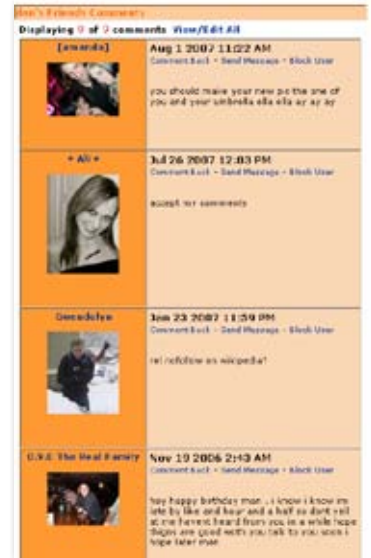 Friends Comments
Displaying 9 of 9 comments View/Edit All
[amanda]
Aug 1 2007 11:22 AM
Comment Back - Send Message - Block User
you should make your new pic the one of
you and your umbrella ella ella ay ay ay
* Ali *
Jul 26 2007 12:03 PM
Comment Back - Send Message - Block User
accept my comments
Gwendolyn
Jan 23 2007 11:59 PM
Comment Back - Send Message - Block User
rel nofollow on wikipedia!
The Real Family
Nov 19 2006 2:43 AM
Comment Back - Send Message - Block User
hey happy birthday man .. i know i know im
late by like and hour and a half so dont yell
at me havent heard from you in a while hope
things are good with you talk to you soon i
hope later man